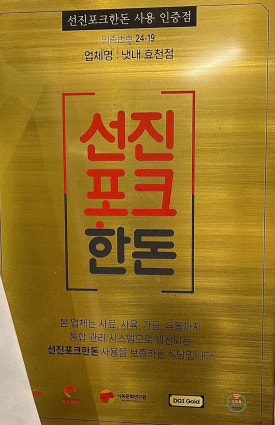 선진포크한돈 사용 인증점
인증번호 24-19
업체명 : 냇내 효천점
선진
포크
한돈
본 업체는 사료, 사육, 가공, 유통까지
통합 관리 시스템으로 생산되는
선진포크한돈 사용을 보증하는 식당입니다.
DCI Gold